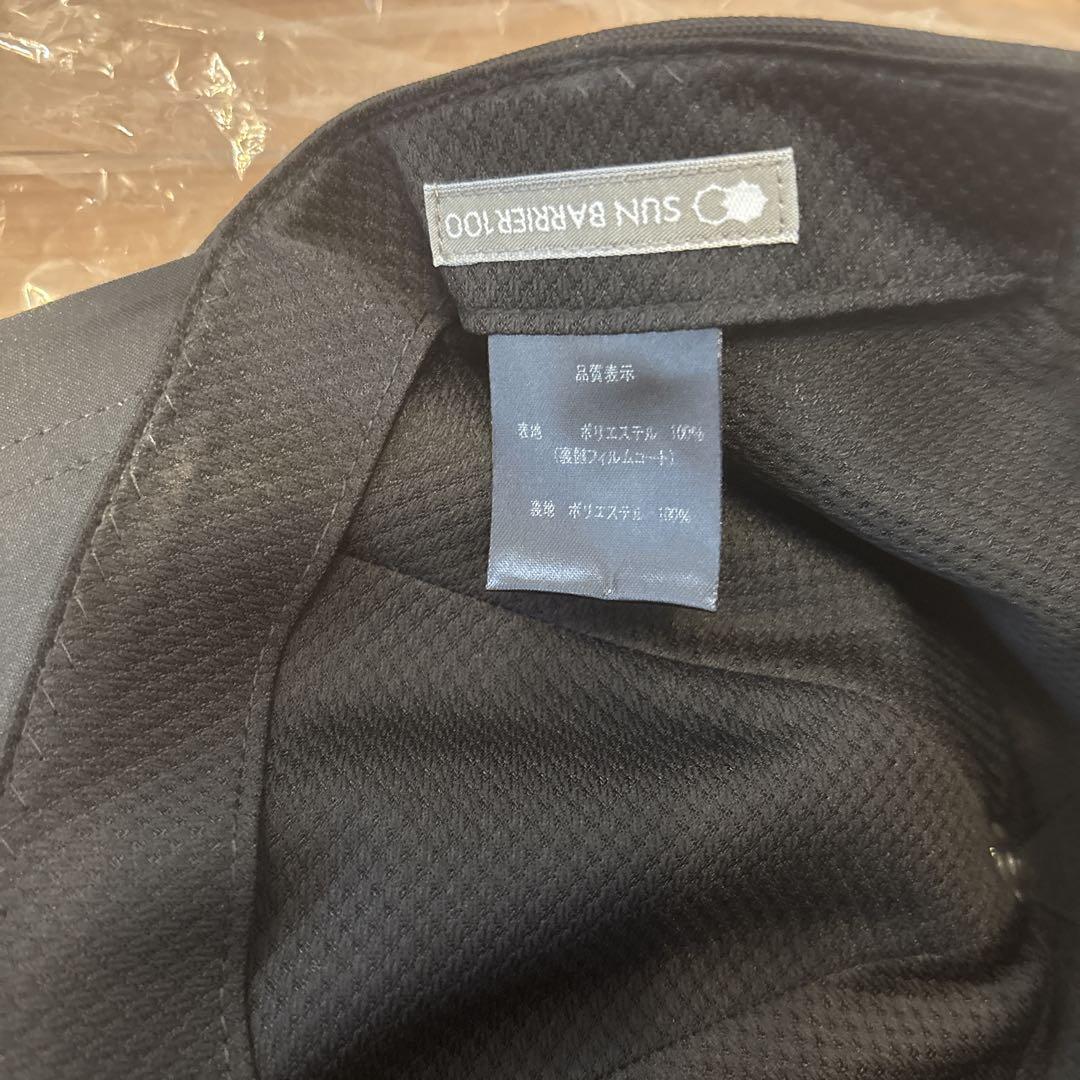 SUN BARRIER100
品質表示
表地 ポリエステル 100%
(裏麺フィルムコート)
裏地 ポリエステル 100%